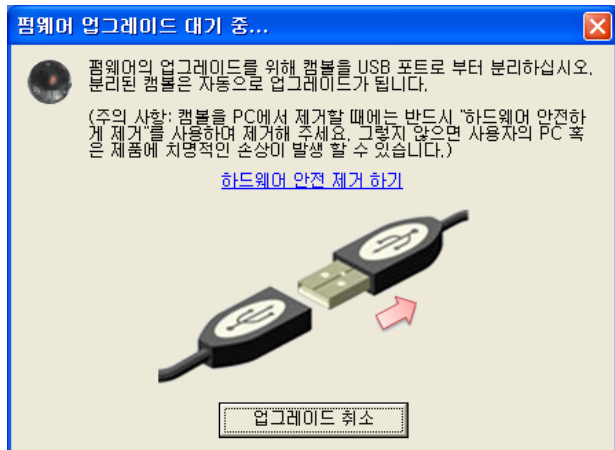 펌웨어 업그레이드 대기 중...
펌웨어의 업그레이드를 위해 캠볼을 USB 포트로 부터 분리하십시오.
분리된 캠볼은 자동으로 업그레이드가 됩니다.
(주의 사항: 캠볼을 PC에서 제거할 때에는 반드시 "하드웨어 안전하
게 제거"를 사용하여 제거해 주세요. 그렇지 않으면 사용자의 PC 혹
은 제품에 치명적인 손상이 발생 할 수 있습니다.)
하드웨어 안전 제거 하기
업그레이드 취소